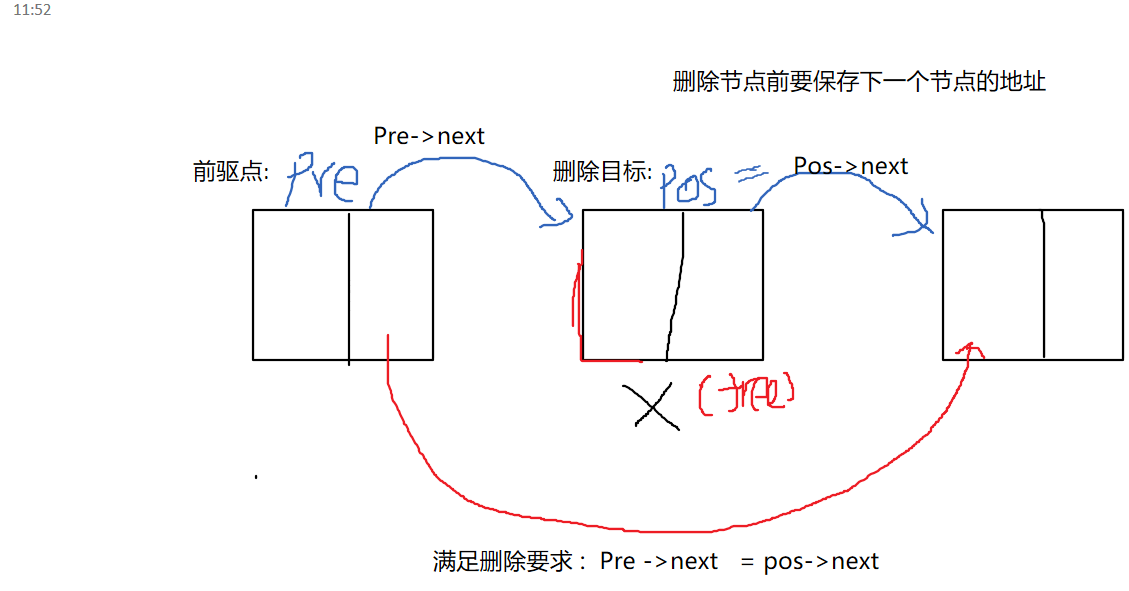 11:52
删除节点前要保存下一个节点的地址
Pre->next
前驱点: Pre
删除目标: Pos =
Pos->next
(free)
满足删除要求：Pre ->next = pos->next